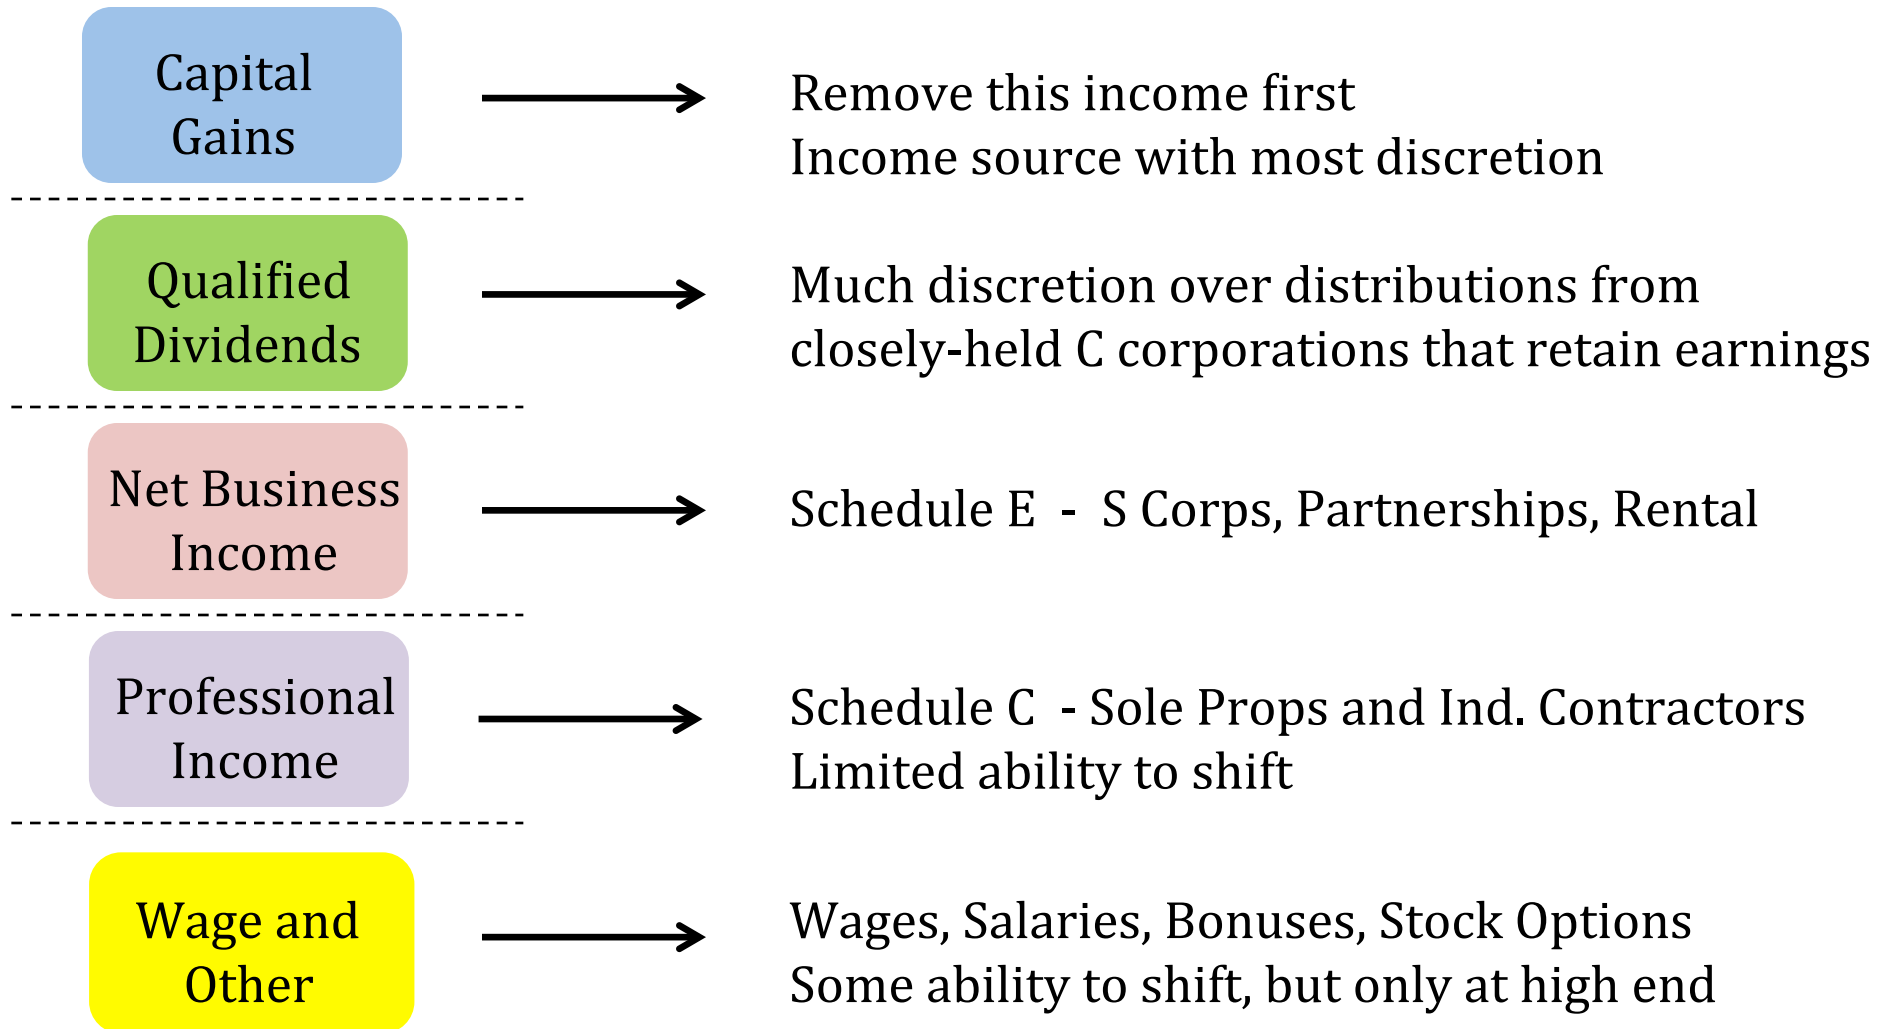 Capital
Gains
Remove this income first
Income source with most discretion
Qualified
Dividends
Much discretion over distributions from
closely-held C corporations that retain earnings
Net Business
Income
Schedule E - S Corps, Partnerships, Rental
Professional
Income
Schedule C - Sole Props and Ind. Contractors
Limited ability to shift
Wage and
Other
Wages, Salaries, Bonuses, Stock Options
Some ability to shift, but only at high end